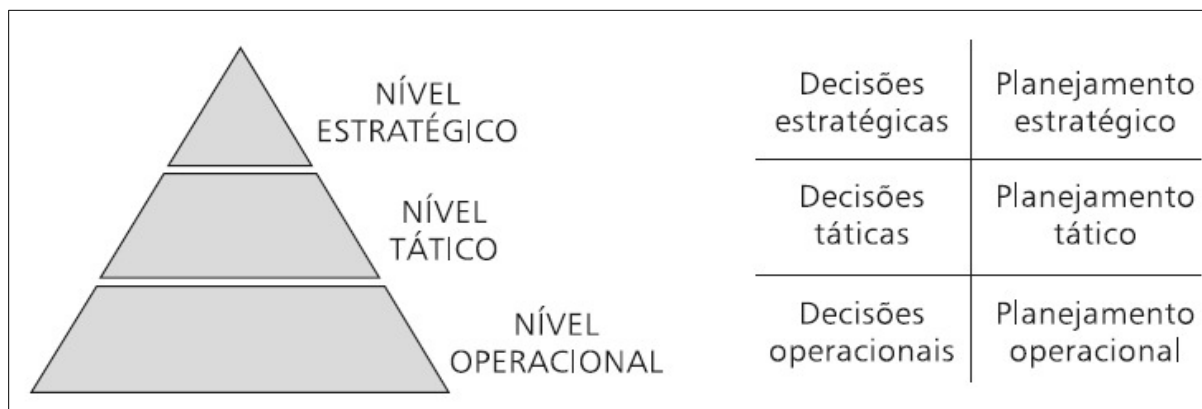 NÍVEL
ESTRATÉGICO
NÍVEL
TÁTICO
NÍVEL
OPERACIONAL
Decisões
estratégicas
Planejamento
estratégico
Decisões
táticas
Planejamento
tático
Decisões
operacionais
Planejamento
operacional